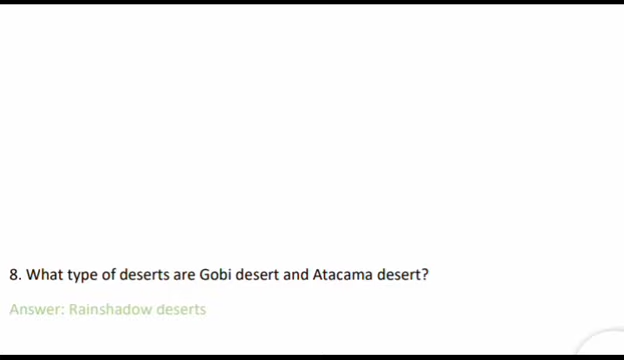 8. What type of deserts are Gobi desert and Atacama desert?
Answer: Rainshadow deserts